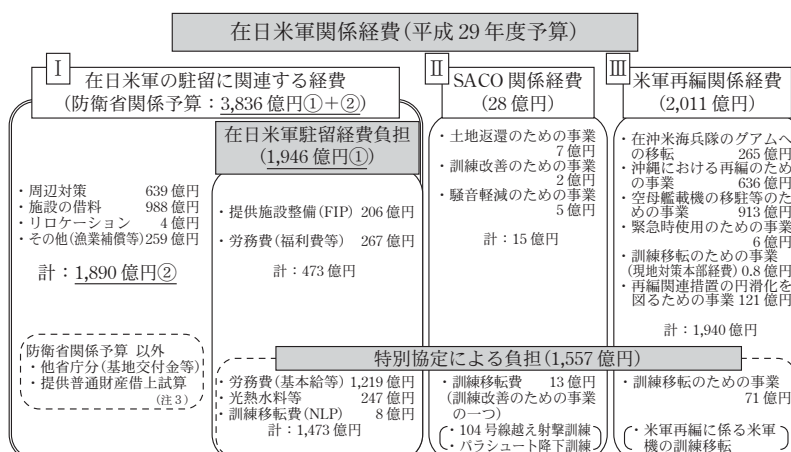 在日米軍関係経費(平成29年度予算)
Ⅰ
在日米軍の駐留に関連する経費
(防衛省関係予算：3,836億円①＋②)
在日米軍駐留経費負担
(1,946億円①)
・周辺対策 639億円
・施設の借料 988億円
・リロケーション 4億円
・その他(漁業補償等)259億円
計：1,890億円②
・提供施設整備(FIP) 206億円
・労務費(福利費等) 267億円
計：473億円
防衛省関係予算 以外
・他省庁分(基地交付金等)
・提供普通財産借上試算
(注3)
Ⅱ
SACO関係経費
(28億円)
・土地返還のための事業
7億円
・訓練改善のための事業
2億円
・騒音軽減のための事業
5億円
計：15億円
Ⅲ
米軍再編関係経費
(2,011億円)
・在沖米海兵隊のグアムへ
の移転 265億円
・沖縄における再編のため
の事業 636億円
・空母艦載機の移駐等のた
めの事業 913億円
・緊急時使用のための事業
6億円
・訓練移転のための事業
(現地対策本部経費)0.8億円
・再編関連措置の円滑化を
図るための事業 121億円
計：1,940億円
特別協定による負担(1,557億円)
・労務費(基本給等) 1,219億円
・光熱水料等 247億円
・訓練移転費(NLP) 8億円
計：1,473億円
・訓練移転費 13億円
(訓練改善のための事業
の一つ)
・104号線越え射撃訓練
・パラシュート降下訓練
・訓練移転のための事業
71億円
・米軍再編に係る米軍
機の訓練移転